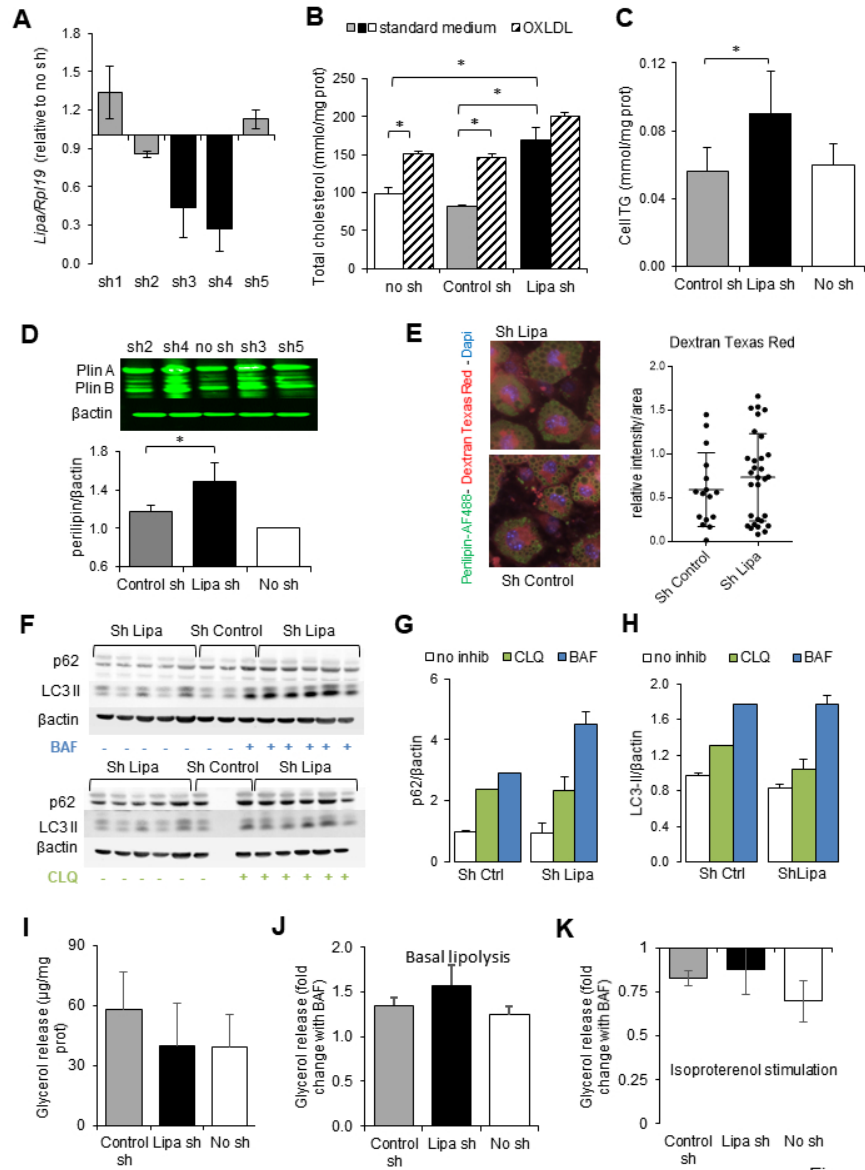 A
Lipa/Rpl19 (relative to no sh)
1.8
1.5
1.2
0.9
0.6
0.3
0.0
sh1 sh2 sh3 sh4 sh5
B
standard medium OXLDL
Total cholesterol (mmlo/mg prot)
250
200
150
100
50
0
* * * *
no sh Control sh Lipa sh
C
Cell TG (mmol/mg prot)
0.12
0.08
0.04
0.00
*
Control sh Lipa sh No sh
D
sh2 sh4 no sh sh3 sh5
Plin A
Plin B
βactin
perilipin/βactin
1.8
1.4
1.0
0.6
*
Control sh Lipa sh No sh
E
Sh Lipa
Perilipin-AF488- Dextran Texas Red -Dapi
Sh Control
Dextran Texas Red
relative intensity/area
2.0
1.5
1.0
0.5
0.0
Sh Control
Sh Lipa
F
Sh Lipa Sh Control Sh Lipa
p62
LC3 II
βactin
BAF - - - - - - - + + + + + +
Sh Lipa Sh Control Sh Lipa
p62
LC3 II
βactin
CLQ - - - - - - + + + + + +
G
no inhib CLQ BAF
p62/βactin
6
4
2
0
Sh Ctrl Sh Lipa
H
no inhib CLQ BAF
LC3-II/βactin
1.8
1.2
0.8
0.4
0.0
Sh Ctrl ShLipa
I
Glycerol release (µg/mg prot)
90
60
30
0
Control sh Lipa sh No sh
J
Basal lipolysis
Glycerol release (fold change with BAF)
2.0
1.5
1.0
0.5
0.0
Control sh Lipa sh No sh
K
Glycerol release (fold change with BAF)
1
0.75
0.5
0.25
0
Isoproterenol stimulation
Control sh Lipa sh No sh